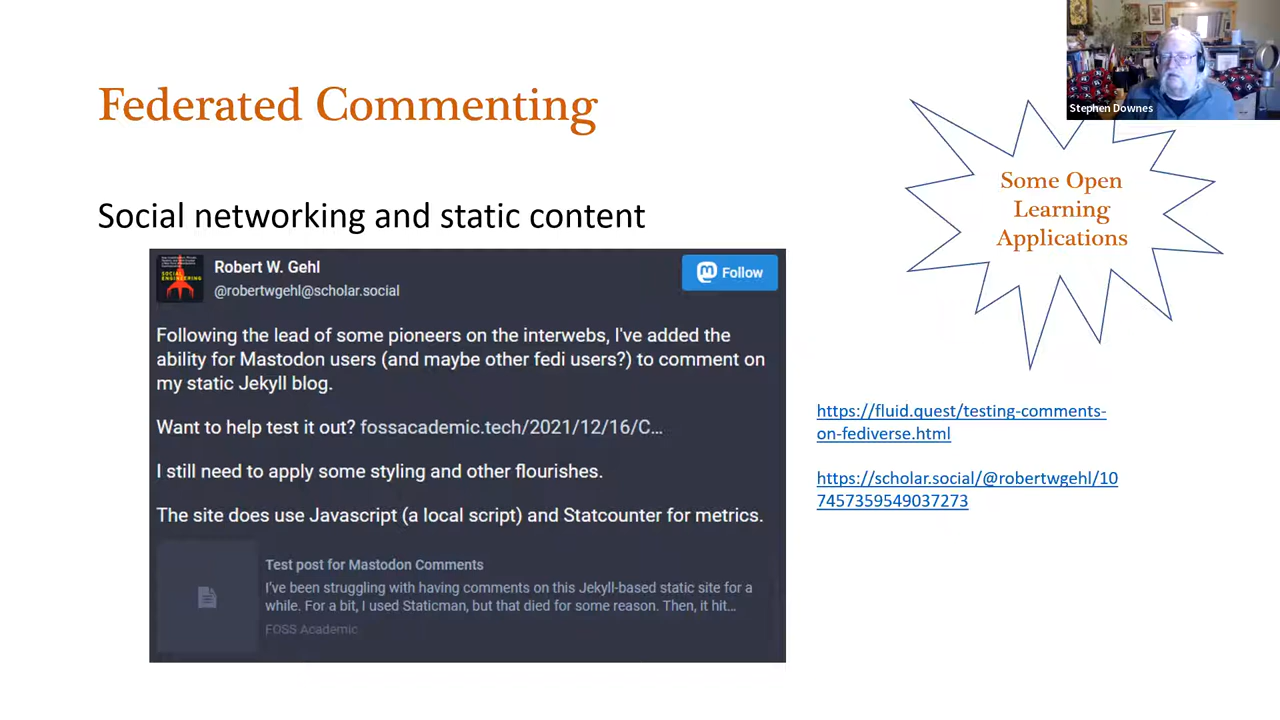 Stephen Downes
Federated Commenting
Some Open
Learning
Applications
Social networking and static content
Robert W. Gehl
@robertwgehl@scholar.social
Follow
Following the lead of some pioneers on the interwebs, I've added the
ability for Mastodon users (and maybe other fedi users?) to comment on
my static Jekyll blog.
Want to help test it out? fossacademic.tech/2021/12/16/C...
I still need to apply some styling and other flourishes.
The site does use Javascript (a local script) and Statcounter for metrics.
Test post for Mastodon Comments
I've been struggling with having comments on this Jekyll-based static site for a
while. For a bit, I used Staticman, but that died for some reason. Then, it hit...
FOSS Academic
https://fluid.quest/testing-comments-
on-fediverse.html
https://scholar.social/@robertwgehl/10
7457359549037273